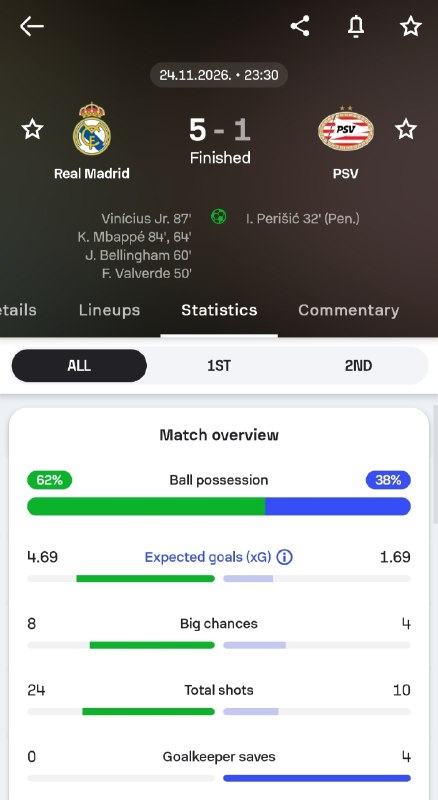 24.11.2026. • 23:30
5 - 1
Finished
Real Madrid
PSV
PSV
Vinícius Jr. 87'
I. Perišić 32' (Pen.)
K. Mbappé 84', 64'
J. Bellingham 60'
F. Valverde 50'
etails Lineups Statistics Commentary
ALL 1ST 2ND
Match overview
62% Ball possession 38%
4.69 Expected goals (xG) 1.69
8 Big chances 4
24 Total shots 10
0 Goalkeeper saves 4